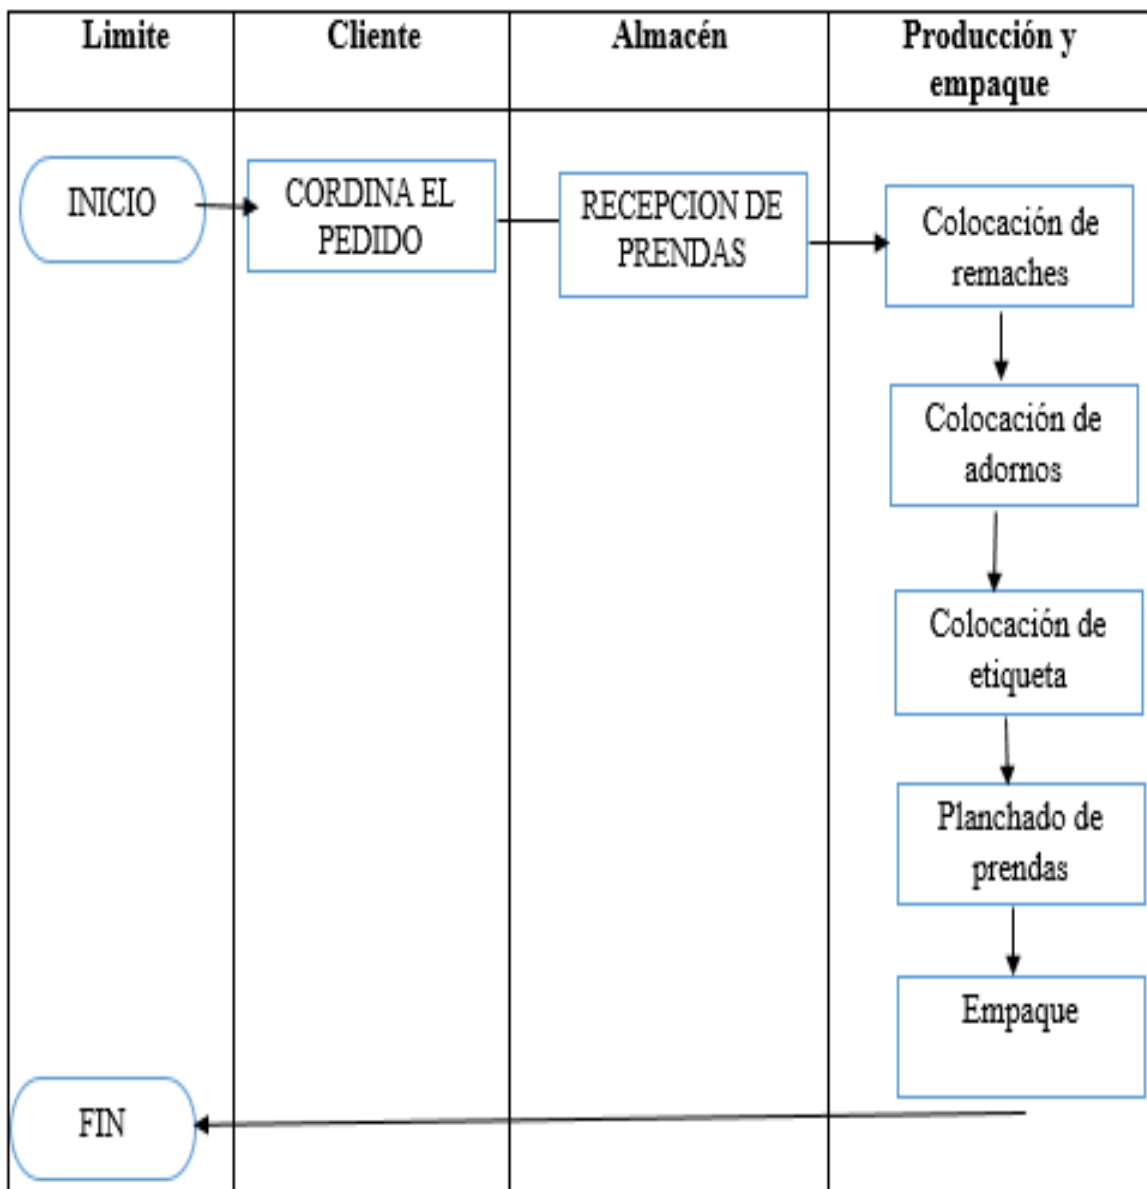 Limite
Cliente
Almacén
Producción y
empaque
INICIO
CORDINA EL
PEDIDO
RECEPCION DE
PRENDAS
Colocación de
remaches
Colocación de
adornos
Colocación de
etiqueta
Planchado de
prendas
Empaque
FIN